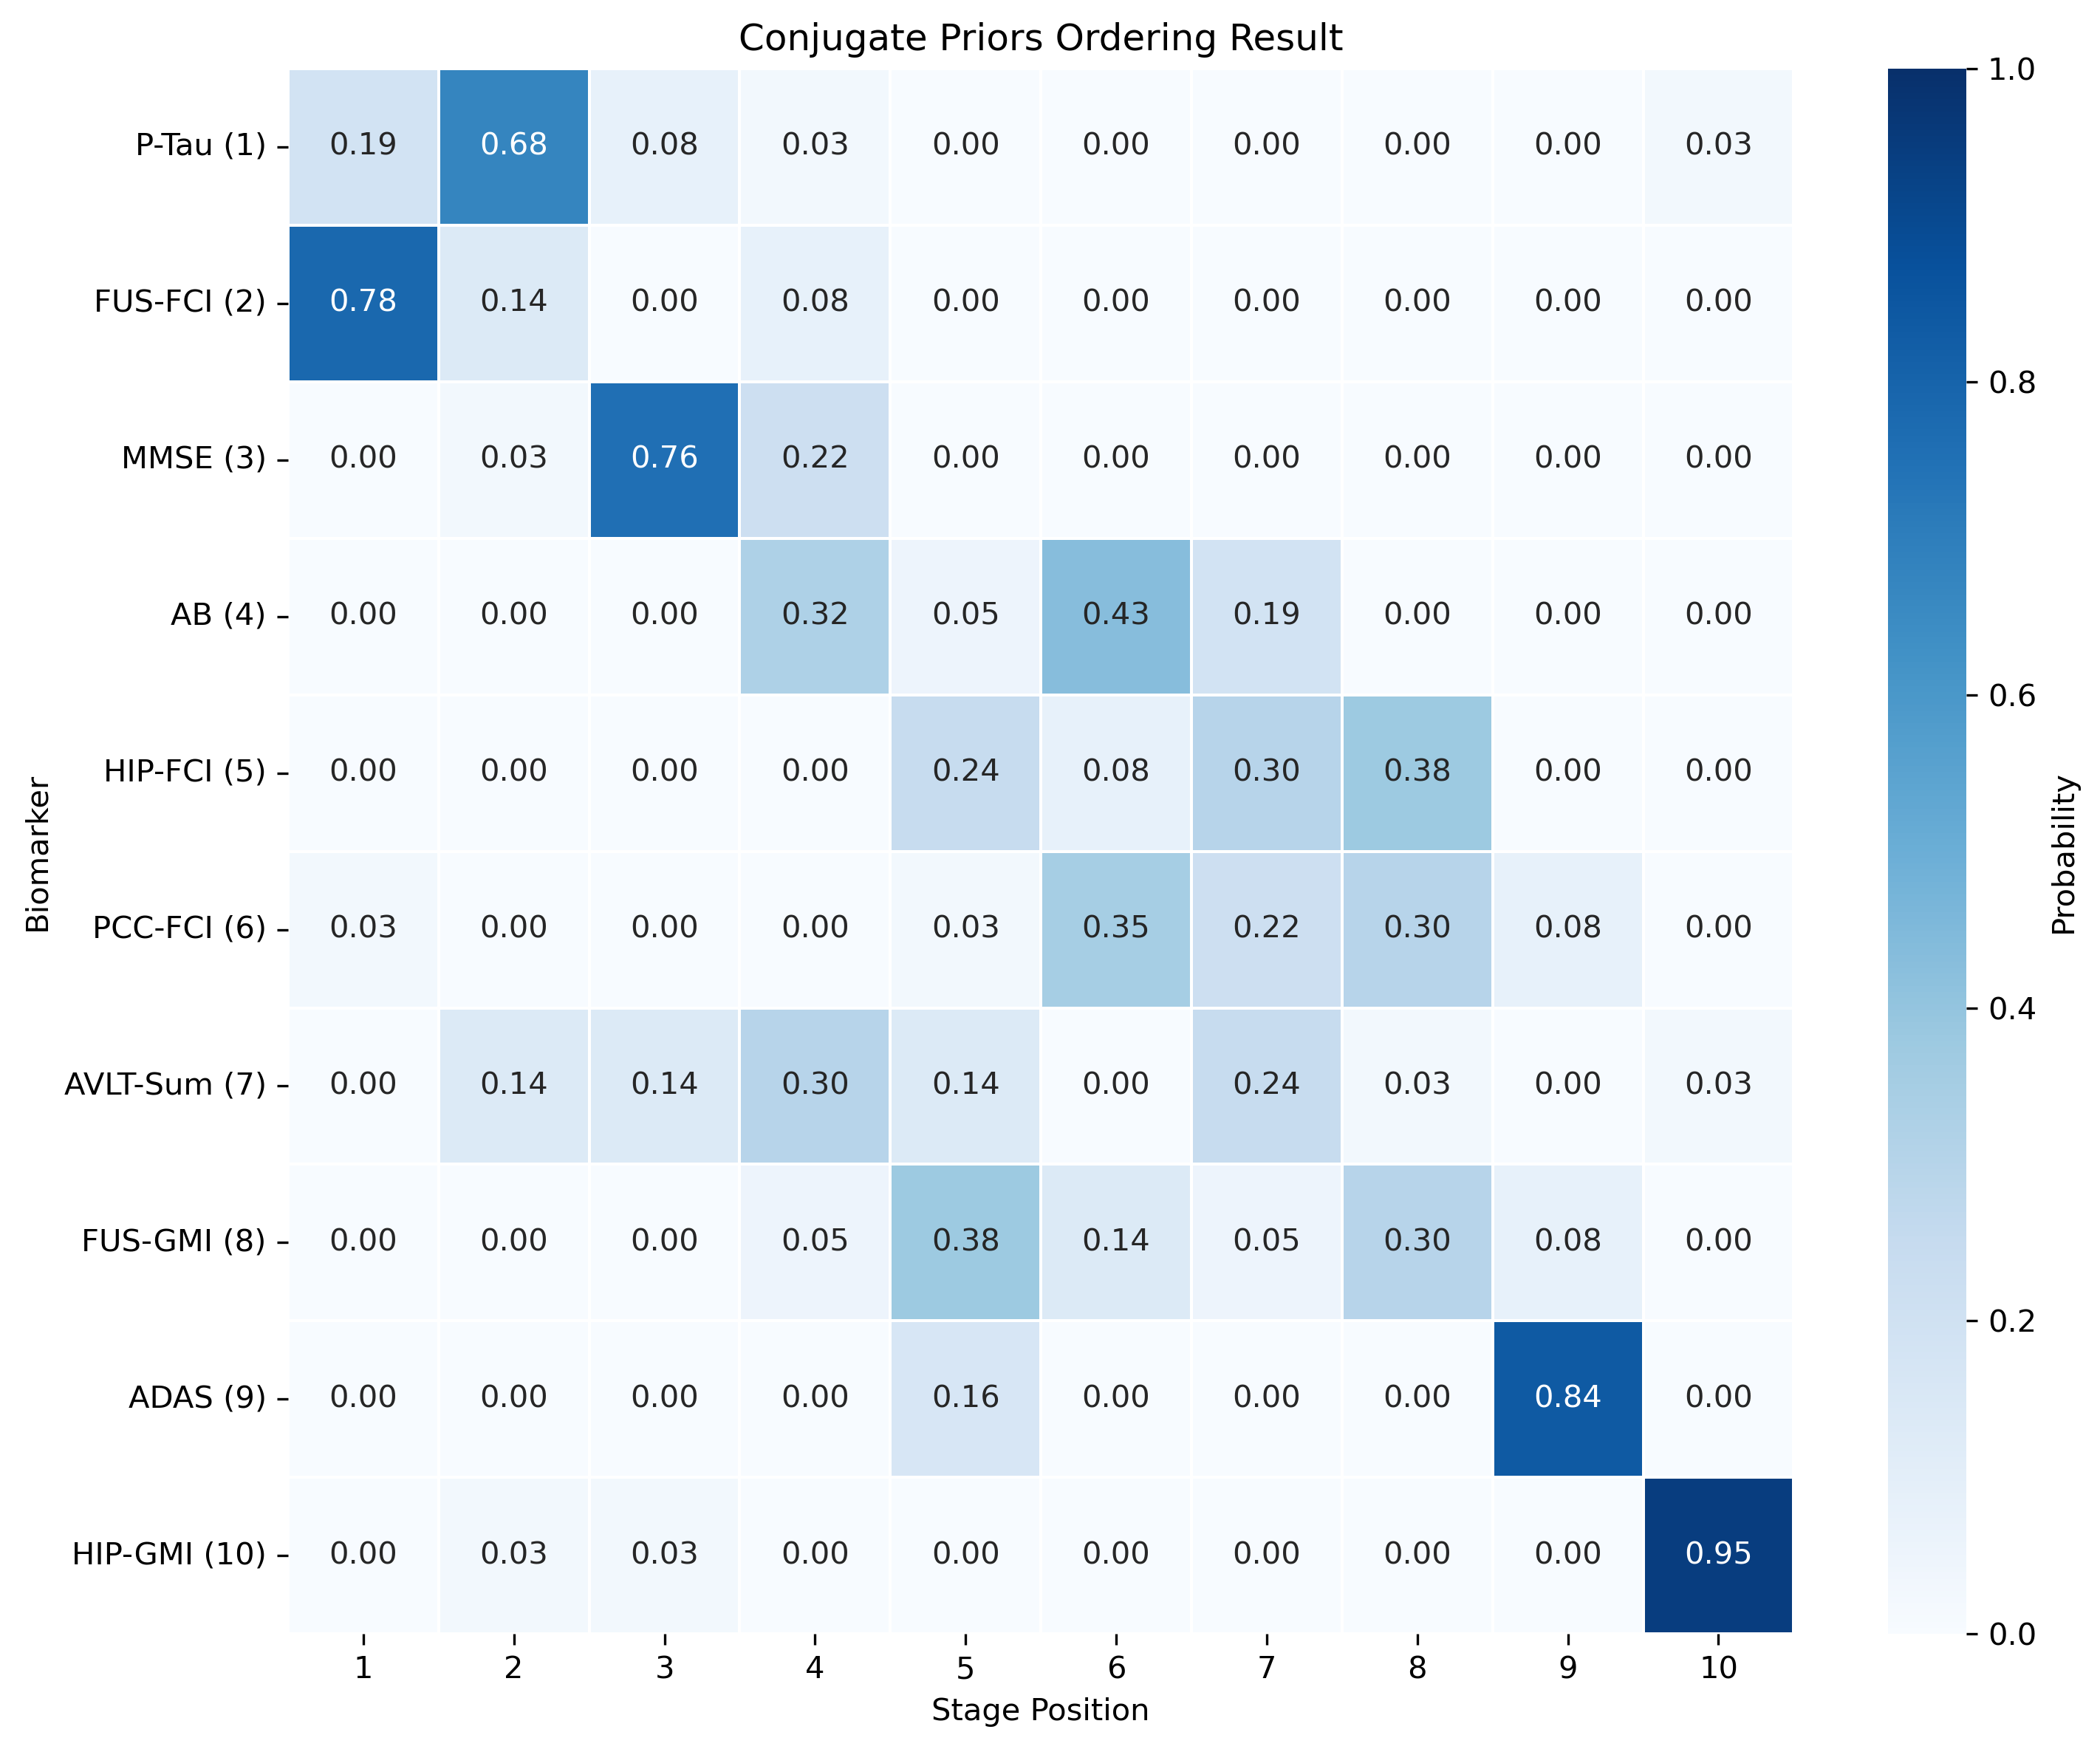 Conjugate Priors Ordering Result
P-Tau (1) 0.19 0.68 0.08 0.03 0.00 0.00 0.00 0.00 0.00 0.03
FUS-FCI (2) 0.78 0.14 0.00 0.08 0.00 0.00 0.00 0.00 0.00 0.00
MMSE (3) 0.00 0.03 0.76 0.22 0.00 0.00 0.00 0.00 0.00 0.00
AB (4) 0.00 0.00 0.00 0.32 0.05 0.43 0.19 0.00 0.00 0.00
HIP-FCI (5) 0.00 0.00 0.00 0.00 0.24 0.08 0.30 0.38 0.00 0.00
PCC-FCI (6) 0.03 0.00 0.00 0.00 0.03 0.35 0.22 0.30 0.08 0.00
AVLT-Sum (7) 0.00 0.14 0.14 0.30 0.14 0.00 0.24 0.03 0.00 0.03
FUS-GMI (8) 0.00 0.00 0.00 0.05 0.38 0.14 0.05 0.30 0.08 0.00
ADAS (9) 0.00 0.00 0.00 0.00 0.16 0.00 0.00 0.00 0.84 0.00
HIP-GMI (10) 0.00 0.03 0.03 0.00 0.00 0.00 0.00 0.00 0.00 0.95
1 2 3 4 5 6 7 8 9 10
Stage Position
Biomarker
1.0
0.8
0.6
0.4
0.2
0.0
Probability